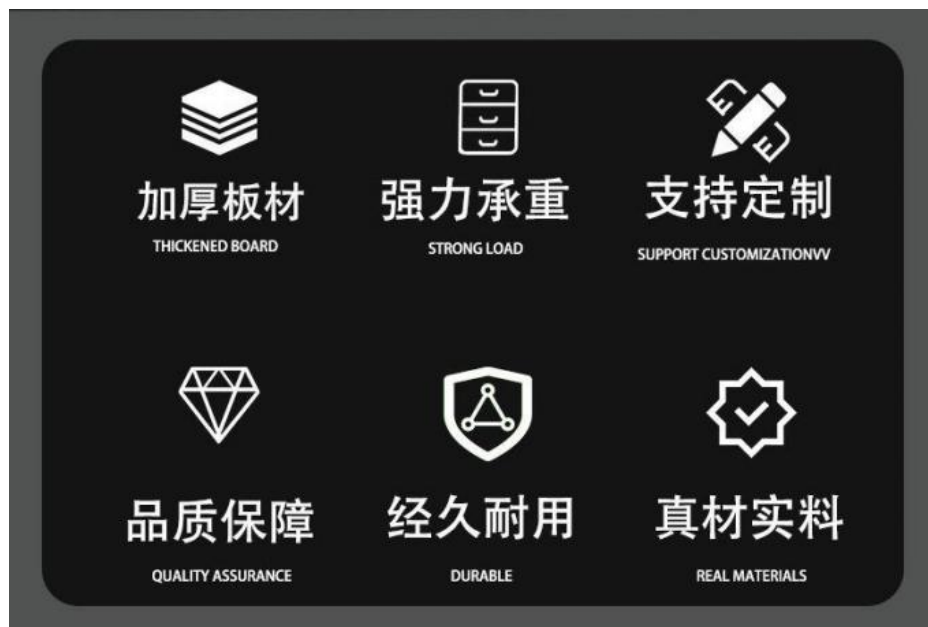 加厚板材
强力承重
支持定制
THICKENED BOARD
STRONG LOAD
SUPPORT CUSTOMIZATIONVV
品质保障
经久耐用
真材实料
QUALITY ASSURANCE
DURABLE
REAL MATERIALS